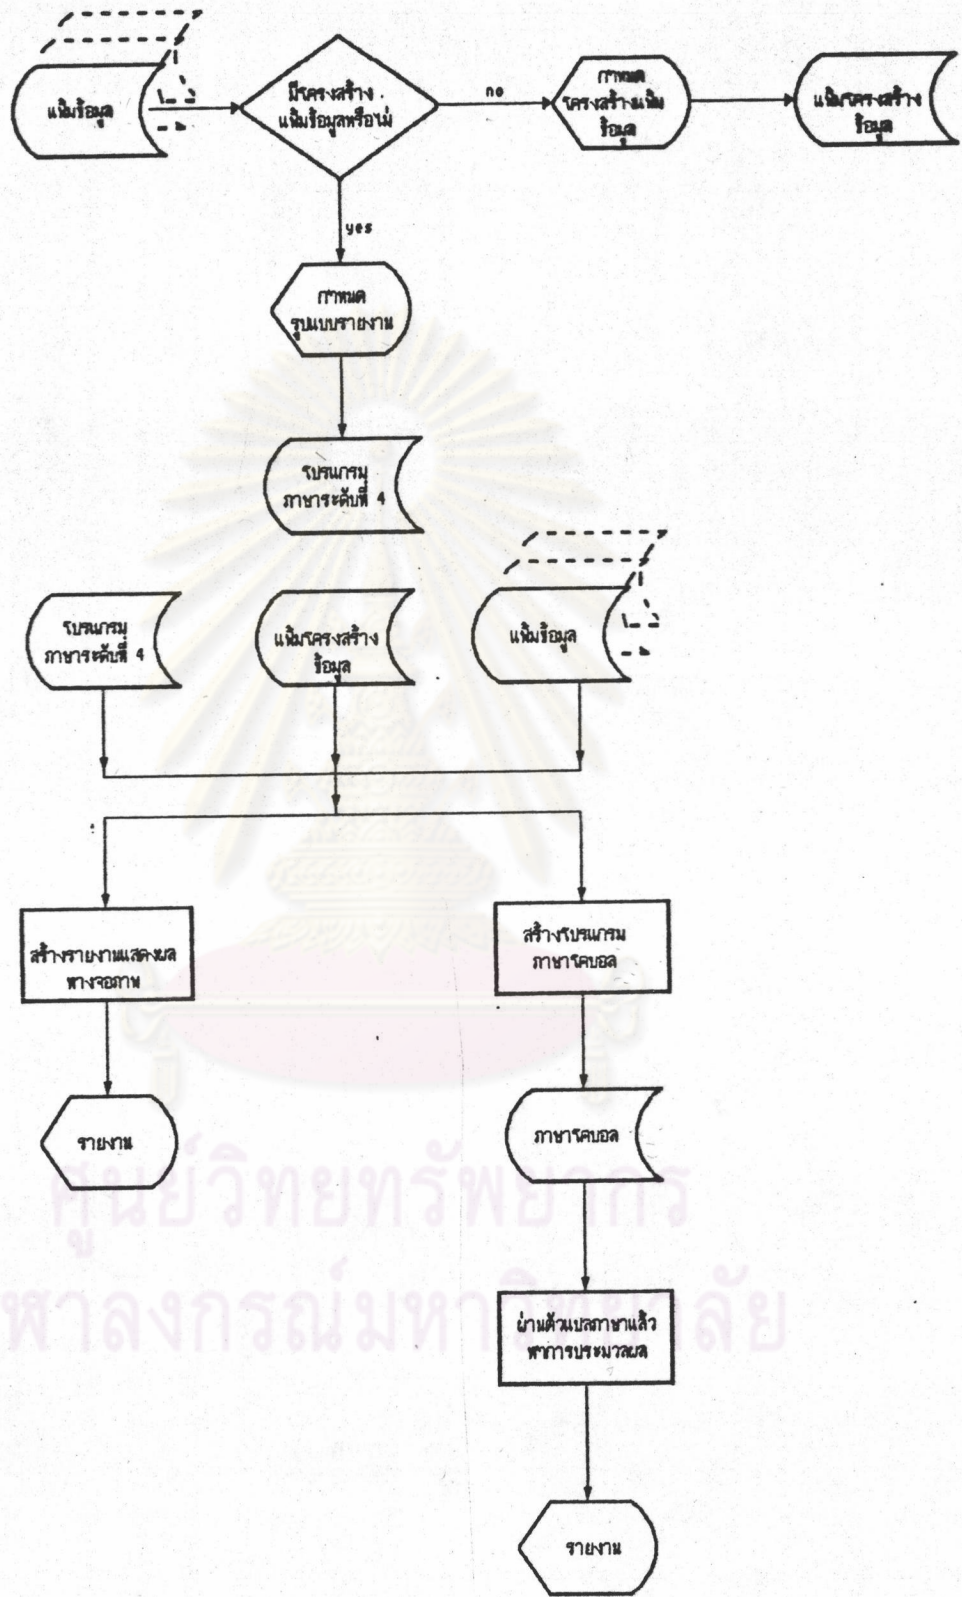 แฟ้มข้อมูล
มีโครงสร้าง
แฟ้มข้อมูลหรือไม่
no
กำหนด
โครงสร้างแฟ้ม
ข้อมูล
แฟ้มโครงสร้าง
ข้อมูล
yes
กำหนด
รูปแบบรายงาน
โปรแกรม
ภาษาระดับที่ 4
โปรแกรม
ภาษาระดับที่ 4
แฟ้มโครงสร้าง
ข้อมูล
แฟ้มข้อมูล
สร้างรายงานแสดงผล
ทางจอภาพ
สร้างโปรแกรม
ภาษาโคบอล
รายงาน
ภาษาโคบอล
ศูนย์วิทยทรัพยากร
ฬาลงกรณ์มหาวิทยาลัย
ผ่านตัวแปลภาษาแล้ว
ทำการประมวลผล
รายงาน